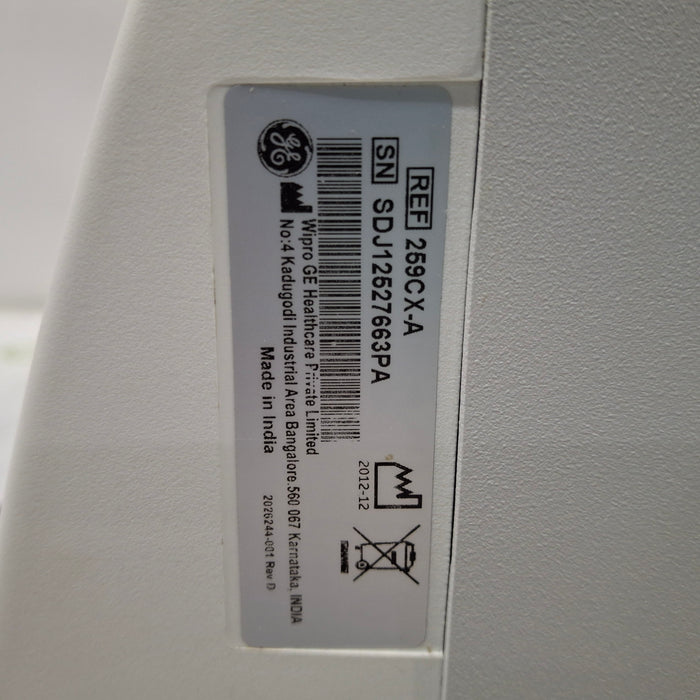 REF 259CX-A
SN SDJ12527663PA
2012-12
GE
Wipro GE Healthcare Private Limited
No:4 Kadugodi Industrial Area Bangalore.560 067 Karnataka, INDIA
Made in India
2026244-001 Rev D